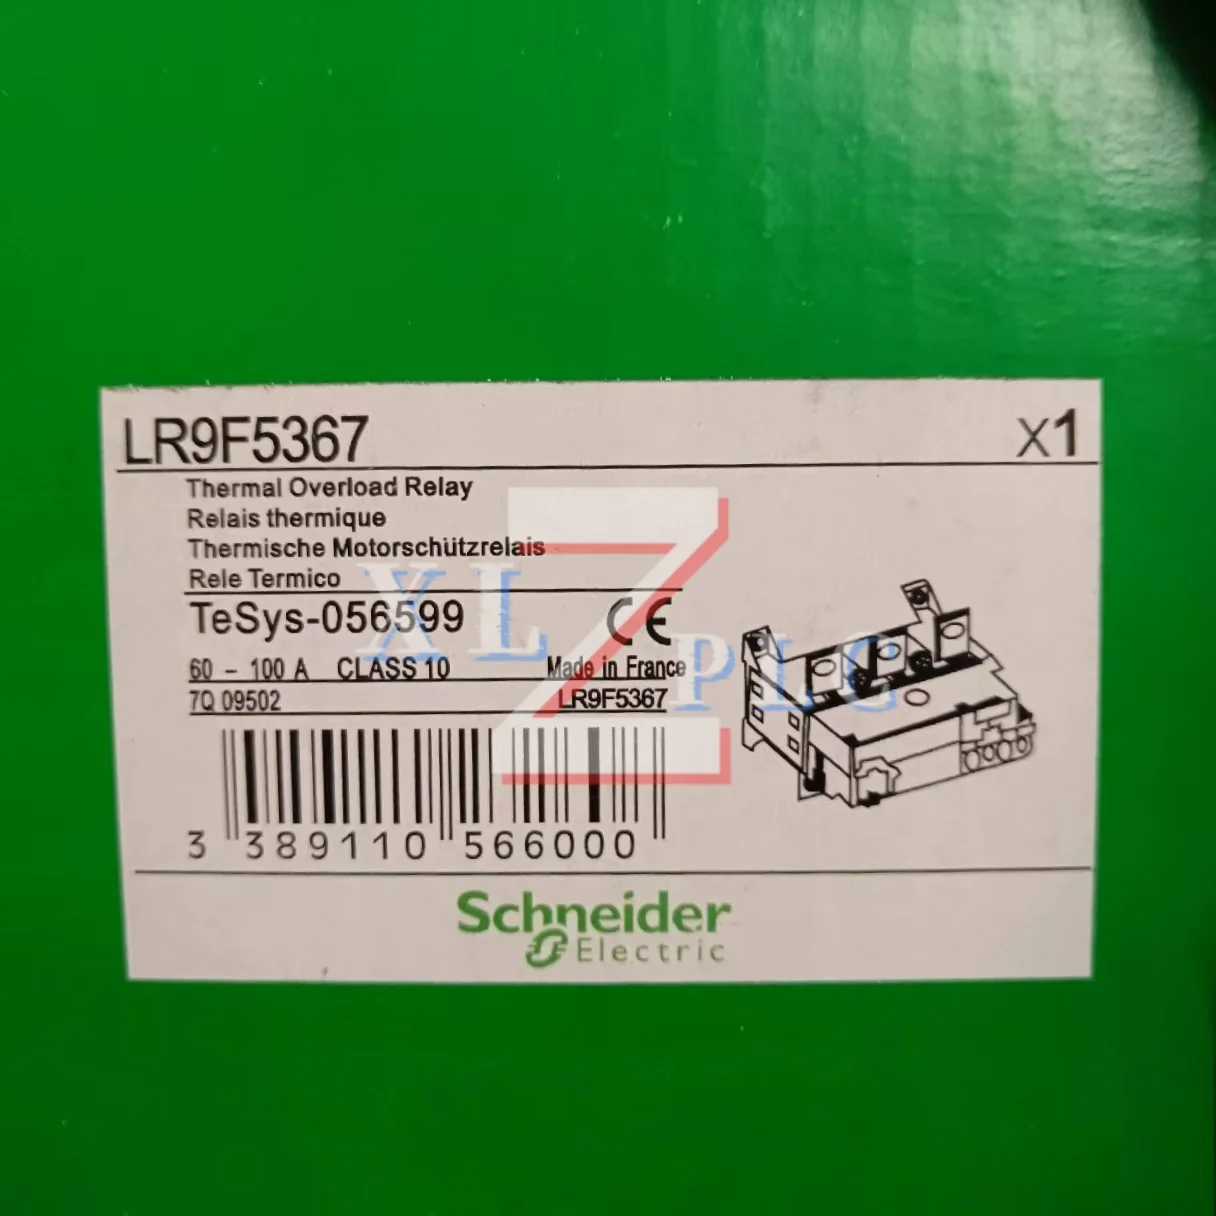 LR9F5367 X1
Thermal Overload Relay
Relais thermique
Thermische Motorschützrelais
Rele Termico
TeSys-056599 CE
60 - 100 A CLASS 10 Made in France
7Q 09502 LR9F5367
3 389110 566000
Schneider
Electric
XLZPLC